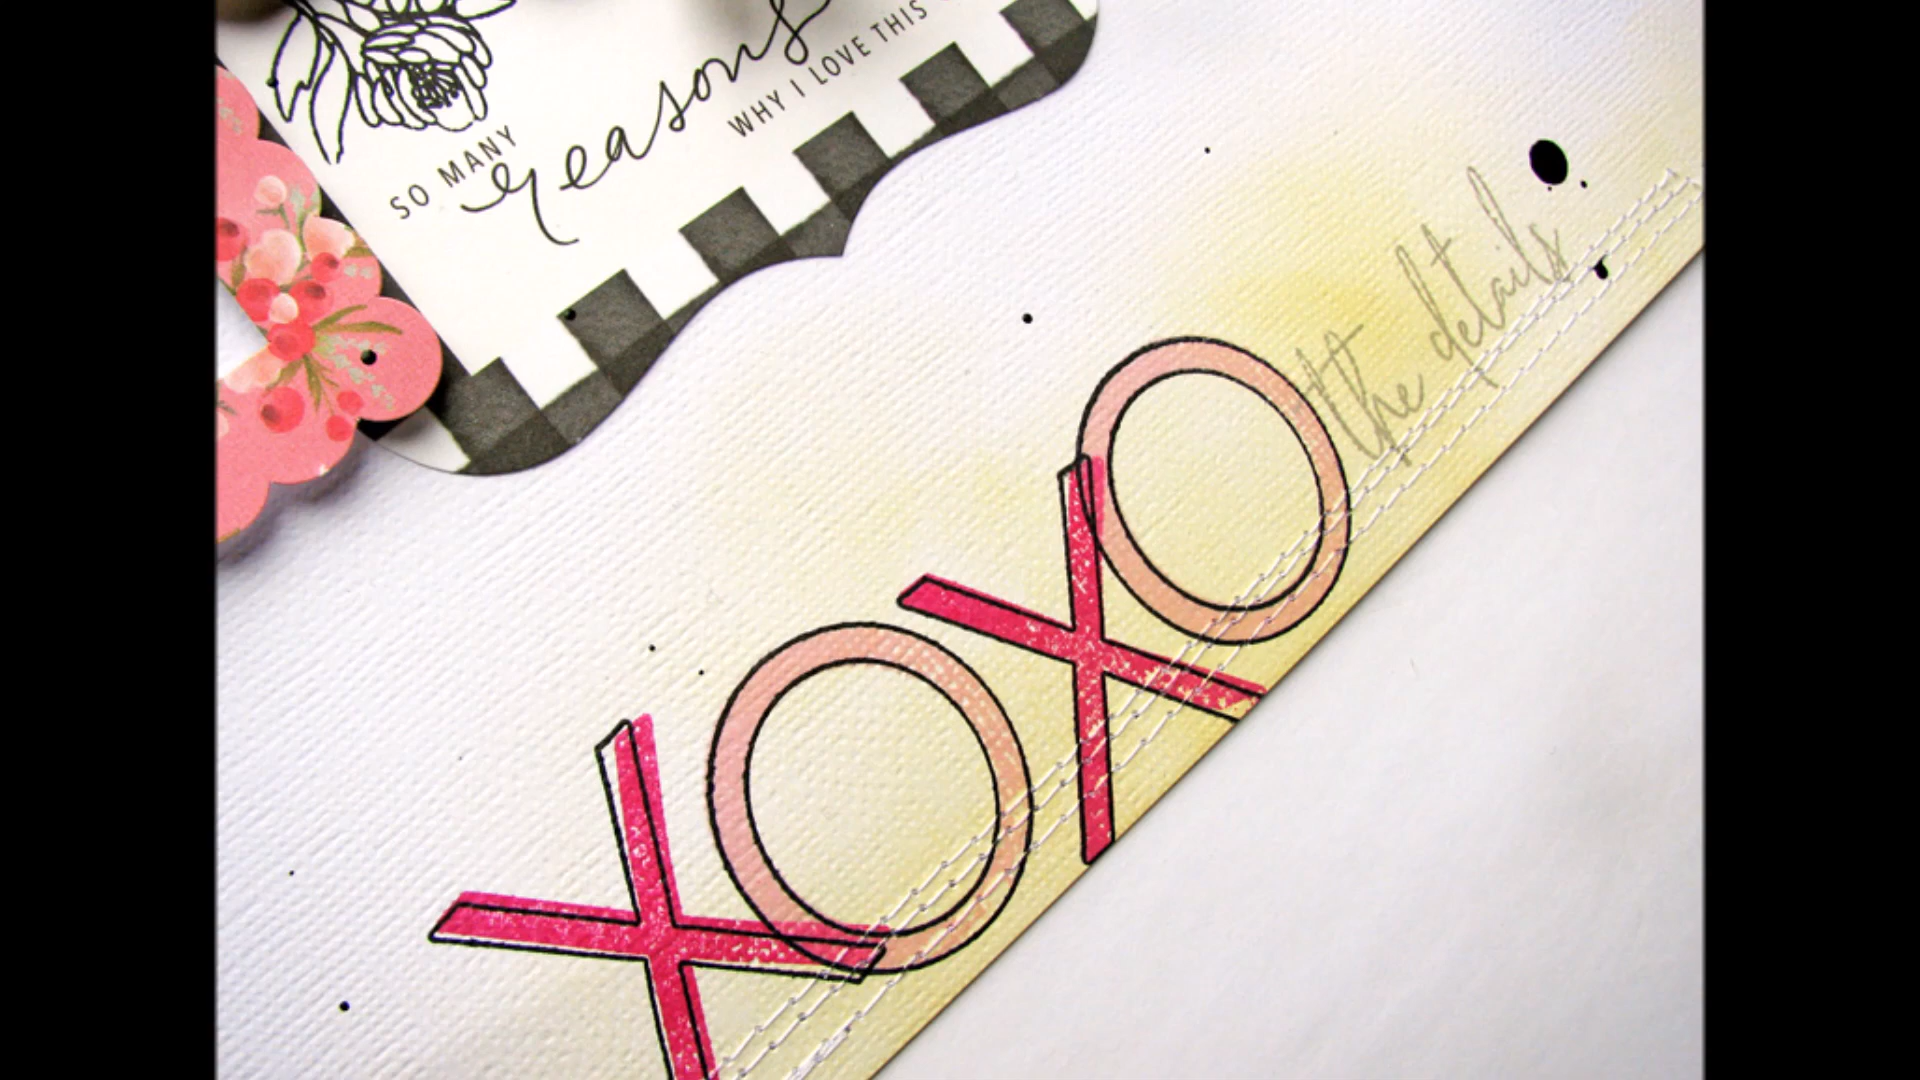 SO MANY
reasons
WHY I LOVE THIS
the details
XOXO